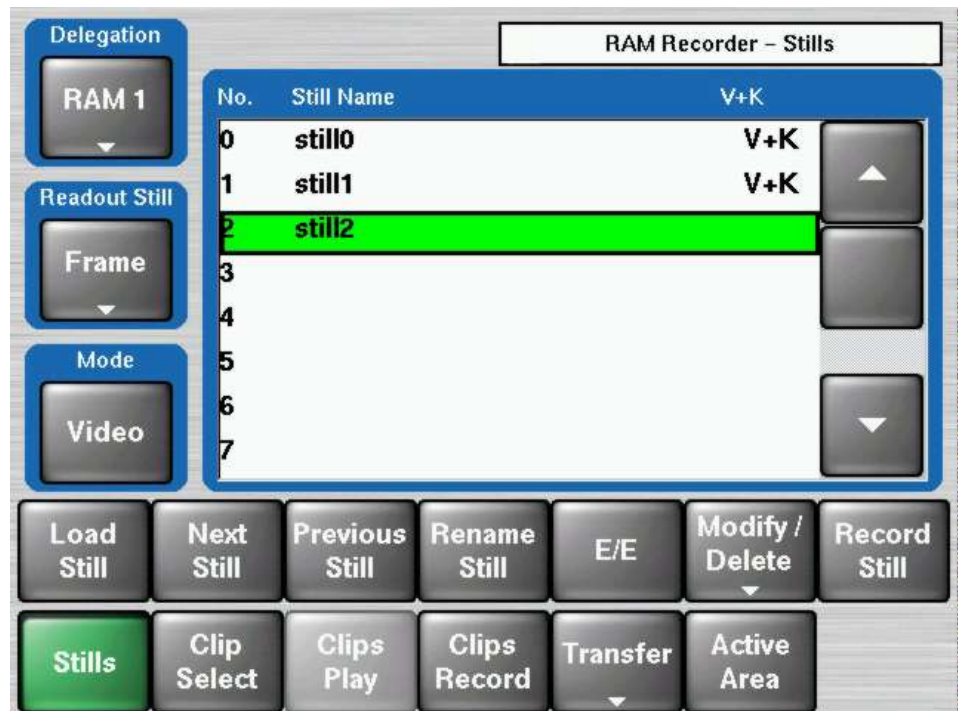 Delegation
RAM Recorder – Stills
RAM 1
No. Still Name V+K
0 still0 V+K
1 still1 V+K
Readout Still
2 still2
Frame
3
4
Mode
5
6
Video
7
Load Still
Next Still
Previous Still
Rename Still
E/E
Modify / Delete
Record Still
Stills
Clip Select
Clips Play
Clips Record
Transfer
Active Area